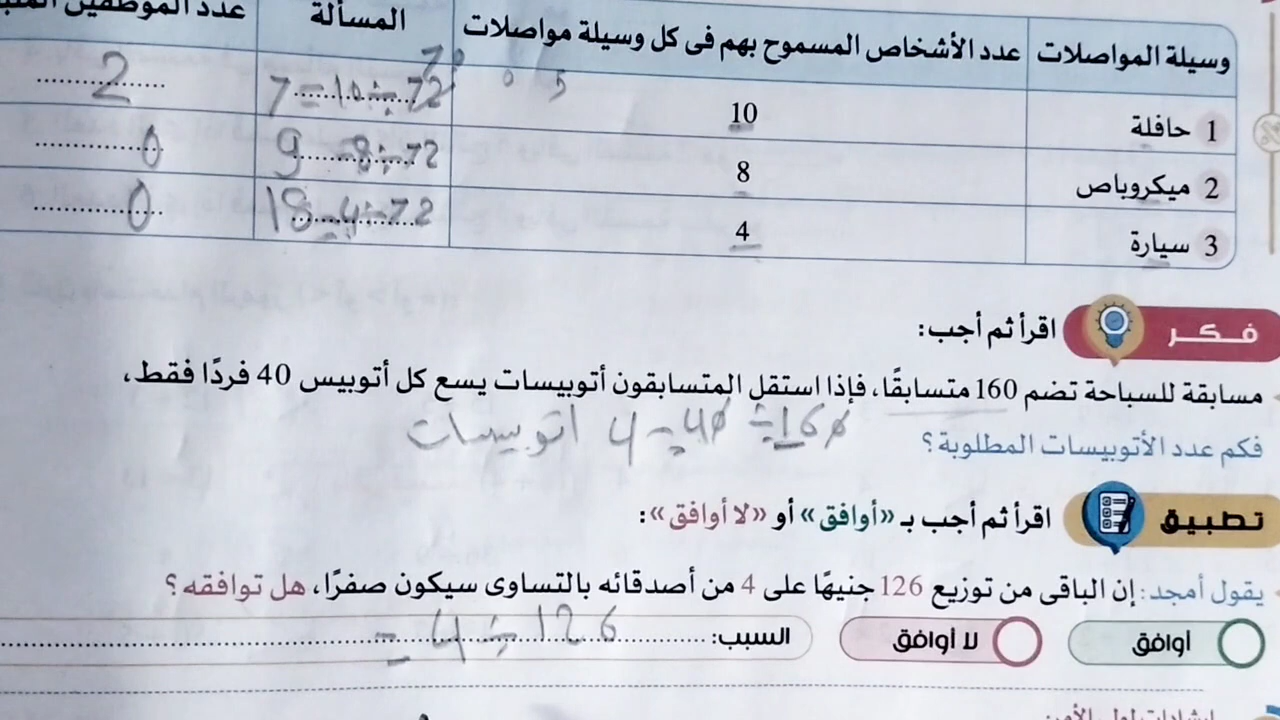 وسيلة المواصلات عدد الأشخاص المسموح بهم فى كل وسيلة مواصلات المسألة عدد الموظفين
1 حافلة 10 72 ÷ 10 = 7 2
2 ميكروباص 8 72 ÷ 8 = 9 0
3 سيارة 4 72 ÷ 4 = 18 0
فكر اقرأ ثم أجب:
مسابقة للسباحة تضم 160 متسابقًا، فإذا استقل المتسابقون أتوبيسات يسع كل أتوبيس 40 فردًا فقط،
فكم عدد الأتوبيسات المطلوبة؟ 160 ÷ 40 = 4 اتوبيسات
تطبيق اقرأ ثم أجب بـ «أوافق» أو «لا أوافق»:
يقول أمجد: إن الباقى من توزيع 126 جنيهًا على 4 من أصدقائه بالتساوى سيكون صفرًا، هل توافقه؟
أوافق لا أوافق السبب: 126 ÷ 4 =